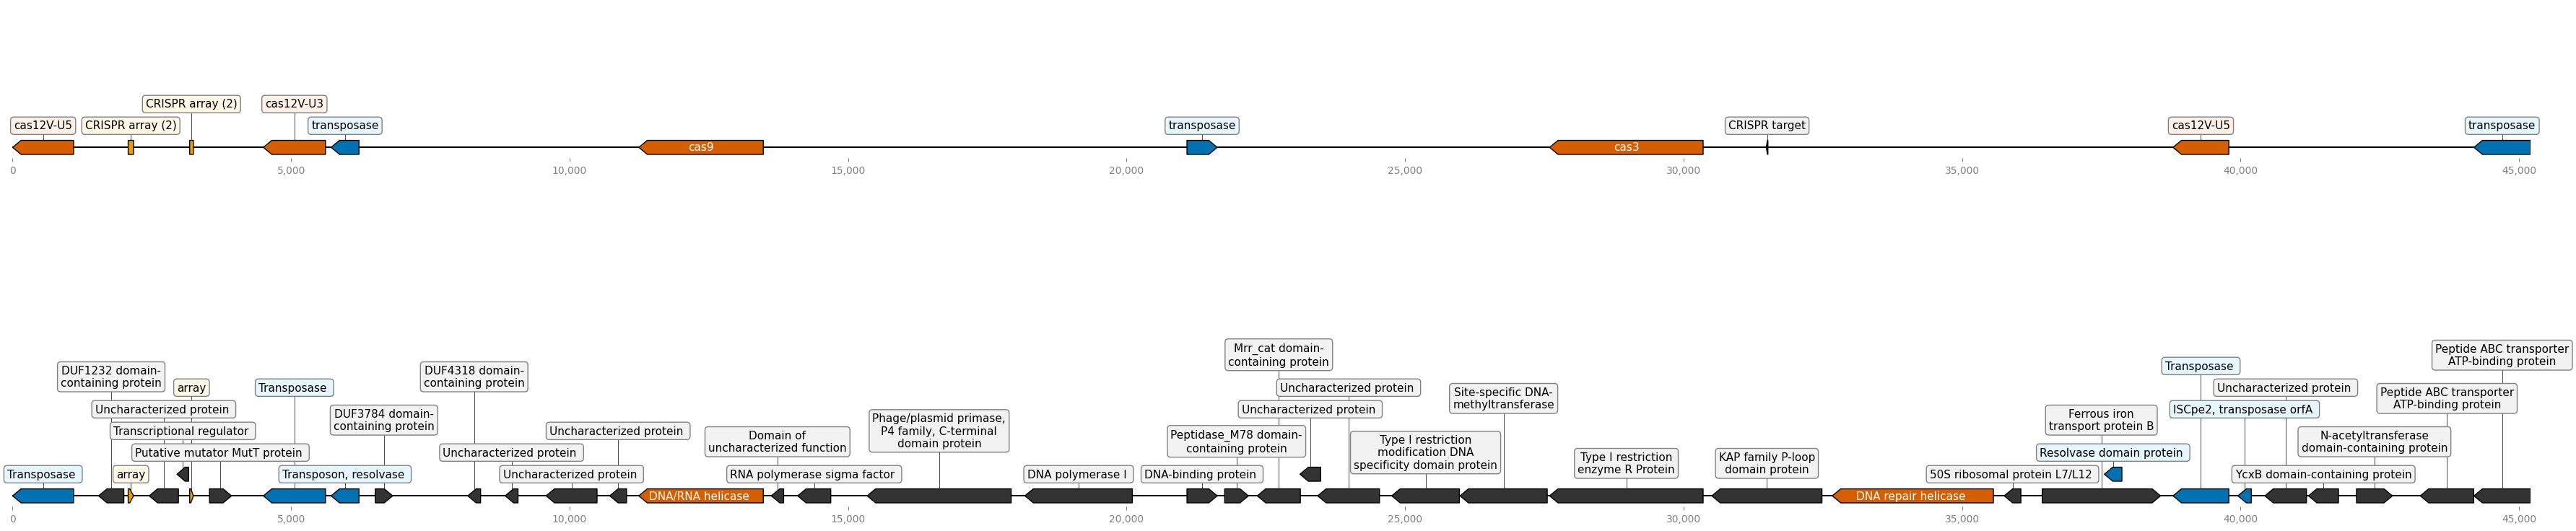 CRISPR array (2)
cas12V-U3
cas12V-U5
CRISPR array (2)
transposase
transposase
CRISPR target
cas12V-U5
transposase
cas9
cas3
0
5,000
10,000
15,000
20,000
25,000
30,000
35,000
40,000
45,000
Mrr_cat domain-
containing protein
Peptide ABC transporter
ATP-binding protein
DUF1232 domain-
containing protein
array
Transposase
DUF4318 domain-
containing protein
Uncharacterized protein
Site-specific DNA-
methyltransferase
Transposase
Uncharacterized protein
Peptide ABC transporter
ATP-binding protein
Uncharacterized protein
DUF3784 domain-
containing protein
Phage/plasmid primase,
P4 family, C-terminal
domain protein
Uncharacterized protein
Ferrous iron
transport protein B
ISCpe2, transposase orfA
Transcriptional regulator
Uncharacterized protein
Domain of
uncharacterized function
Peptidase_M78 domain-
containing protein
Type I restriction
modification DNA
specificity domain protein
N-acetyltransferase
domain-containing protein
Putative mutator MutT protein
Uncharacterized protein
Type I restriction
enzyme R Protein
KAP family P-loop
domain protein
Resolvase domain protein
Transposase
array
Transposon, resolvase
Uncharacterized protein
RNA polymerse sigma factor
DNA polymerase I
DNA-binding protein
50S ribosomal protein L7/L12
YcxB domain-containing protein
DNA/RNA helicase
DNA repair helicase
0
5,000
10,000
15,000
20,000
25,000
30,000
35,000
40,000
45,000